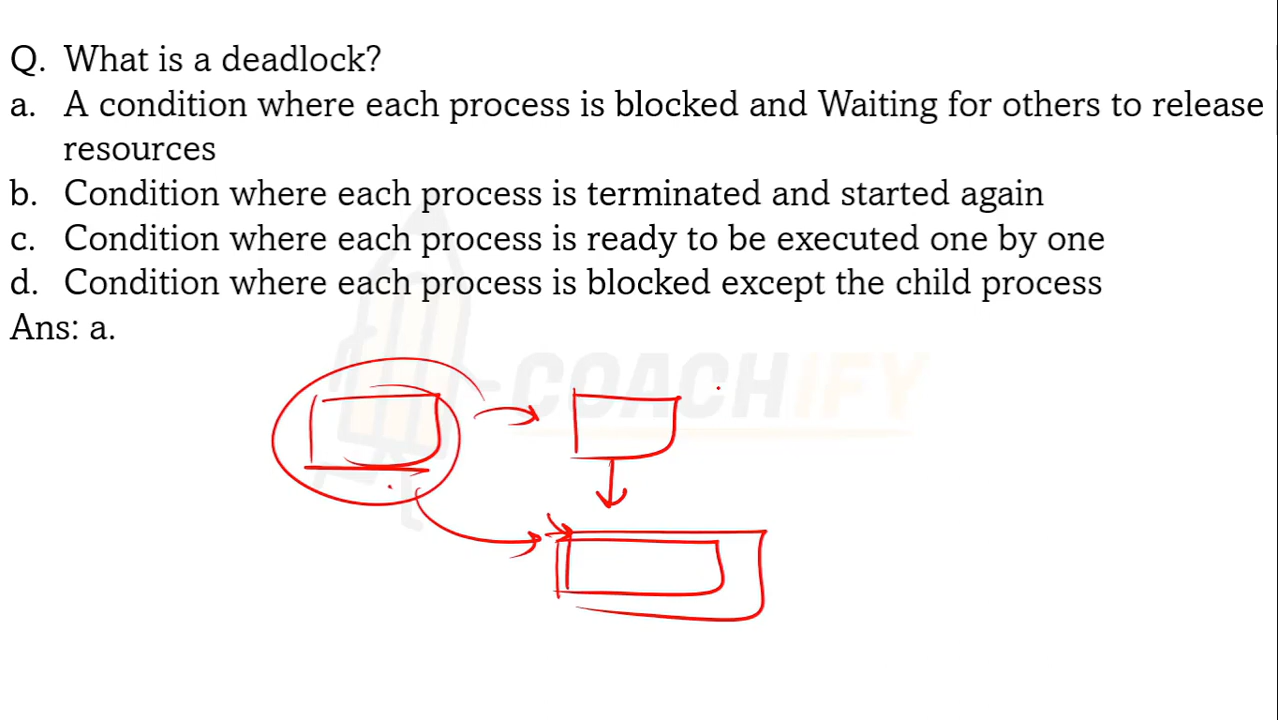 Q. What is a deadlock?
a. A condition where each process is blocked and Waiting for others to release
resources
b. Condition where each process is terminated and started again
c. Condition where each process is ready to be executed one by one
d. Condition where each process is blocked except the child process
Ans: a.
COACHIFY